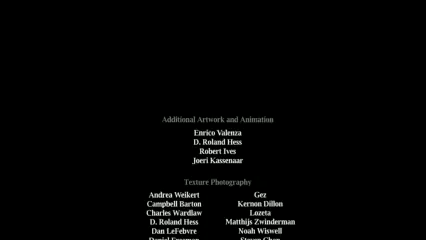 Additional Artwork and Animation
Enrico Valenza
D. Roland Hess
Robert Ives
Joeri Kassenaar
Texture Photography
Andrea Weikert Gez
Campbell Barton Kernon Dillon
Charles Wardlaw Lozeta
D. Roland Hess Matthijs Zwinderman
Dan LeFebvre Noah Wiswell